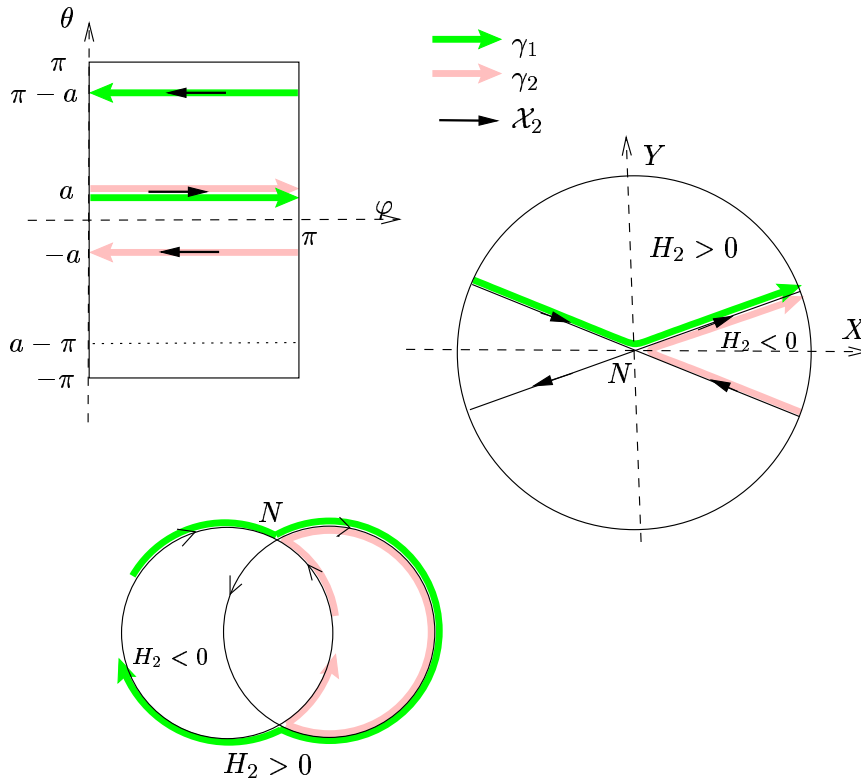 θ
π
π − a
a
φ
π
−a
a − π
−π
γ₁
γ₂
𝒳₂
Y
H₂ > 0
X
H₂ < 0
N
N
H₂ < 0
H₂ > 0